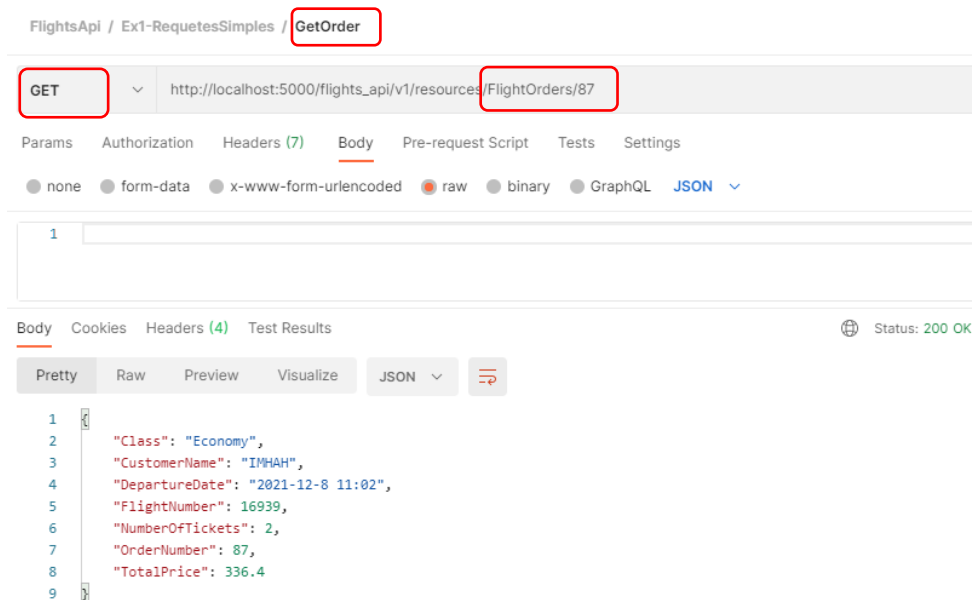 FlightsApi / Ex1-RequetesSimples / GetOrder
GET http://localhost:5000/flights_api/v1/resources/FlightOrders/87
Params Authorization Headers (7) Body Pre-request Script Tests Settings
none form-data x-www-form-urlencoded raw binary GraphQL JSON
1
Body Cookies Headers (4) Test Results Status: 200 OK
Pretty Raw Preview Visualize JSON
1 {
2 "Class": "Economy",
3 "CustomerName": "IMHAH",
4 "DepartureDate": "2021-12-8 11:02",
5 "FlightNumber": 16939,
6 "NumberOfTickets": 2,
7 "OrderNumber": 87,
8 "TotalPrice": 336.4
9 }